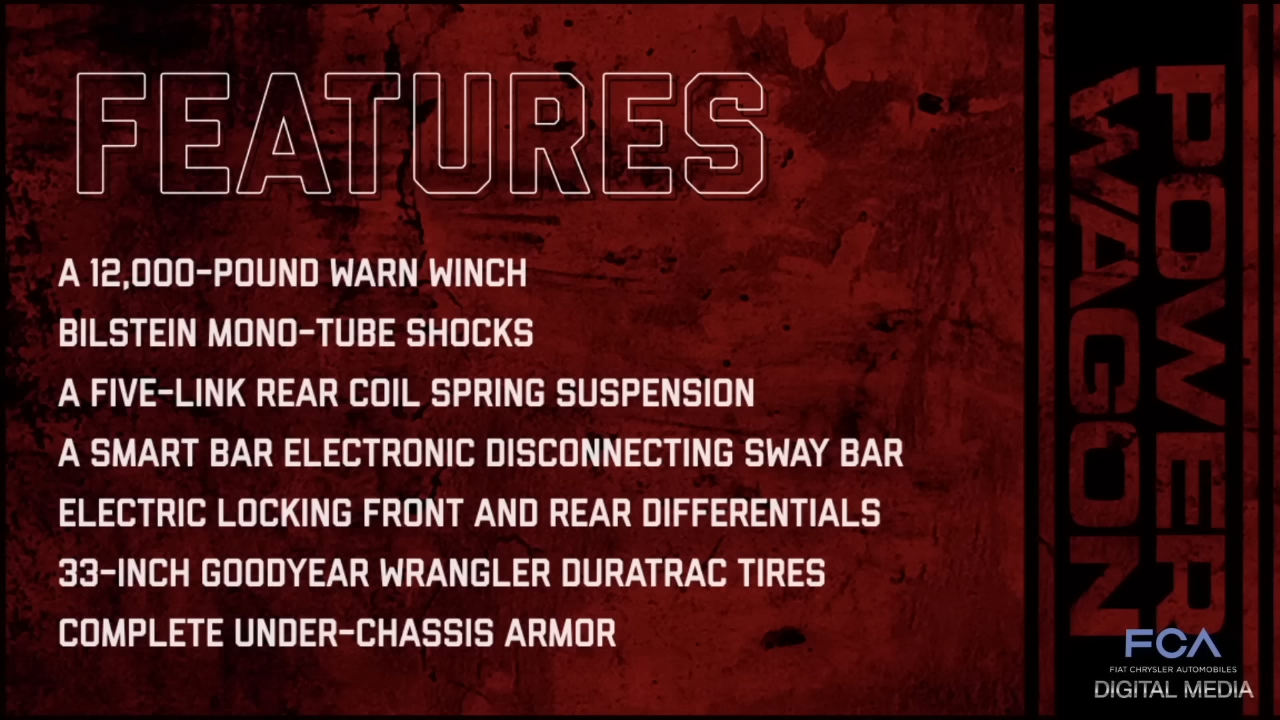 FEATURES
A 12,000-POUND WARN WINCH
BILSTEIN MONO-TUBE SHOCKS
A FIVE-LINK REAR COIL SPRING SUSPENSION
A SMART BAR ELECTRONIC DISCONNECTING SWAY BAR
ELECTRIC LOCKING FRONT AND REAR DIFFERENTIALS
33-INCH GOODYEAR WRANGLER DURATRAC TIRES
COMPLETE UNDER-CHASSIS ARMOR
POWER
WAGON
FCA
FIAT CHRYSLER AUTOMOBILES
DIGITAL MEDIA